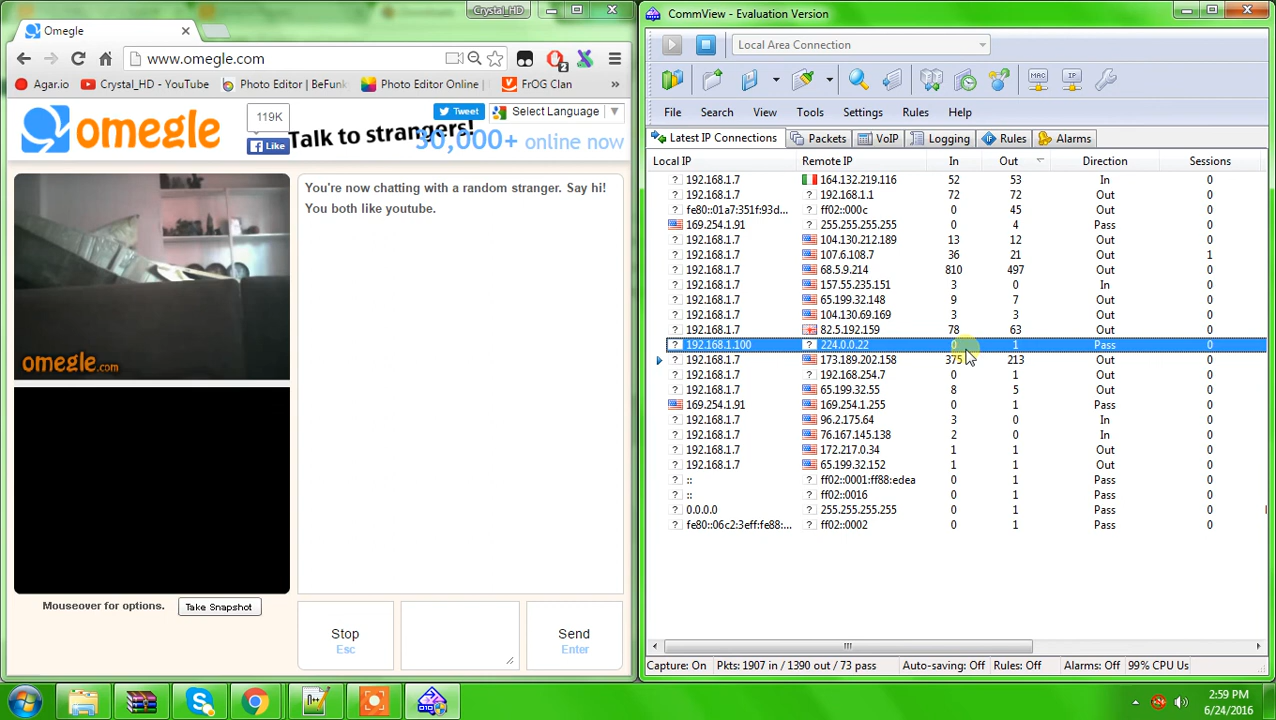 Omegle
Crystal_HD
www.omegle.com
2
Agar.io
Crystal_HD - YouTube
Photo Editor | BeFunk
Photo Editor Online |
FrOG Clan
»
omegle
119K
Like
Talk to strangers!
Tweet
Select Language
30,000+ online now
omegle.com
You're now chatting with a random stranger. Say hi!
You both like youtube.
Mouseover for options.
Take Snapshot
Stop
Esc
Send
Enter
CommView - Evaluation Version
Local Area Connection
MAC
IP
File Search View Tools Settings Rules Help
Latest IP Connections Packets VoIP Logging Rules Alarms
Local IP Remote IP In Out Direction Sessions
192.168.1.7 164.132.219.116 52 53 In 0
192.168.1.7 192.168.1.1 72 72 Out 0
fe80::01a7:351f:93d... ff02::000c 0 45 Out 0
169.254.1.91 255.255.255.255 0 4 Pass 0
192.168.1.7 104.130.212.189 13 12 Out 0
192.168.1.7 107.6.108.7 36 21 Out 1
192.168.1.7 68.5.9.214 810 497 Out 0
192.168.1.7 157.55.235.151 3 0 In 0
192.168.1.7 65.199.32.148 9 7 Out 0
192.168.1.7 104.130.69.169 3 3 Out 0
192.168.1.7 82.5.192.159 78 63 Out 0
192.168.1.100 224.0.0.22 0 1 Pass 0
192.168.1.7 173.189.202.158 375 213 Out 0
192.168.1.7 192.168.254.7 0 1 Out 0
192.168.1.7 65.199.32.55 8 5 Out 0
169.254.1.91 169.254.1.255 0 1 Pass 0
192.168.1.7 96.2.175.64 3 0 In 0
192.168.1.7 76.167.145.138 2 0 In 0
192.168.1.7 172.217.0.34 1 1 Out 0
192.168.1.7 65.199.32.152 1 1 Out 0
:: ff02::0001:ff88:edea 0 1 Pass 0
:: ff02::0016 0 1 Pass 0
0.0.0.0 255.255.255.255 0 1 Pass 0
fe80::06c2:3eff:fe88:... ff02::0002 0 1 Pass 0
Capture: On Pkts: 1907 in / 1390 out / 73 pass Auto-saving: Off Rules: Off Alarms: Off 99% CPU Us
2:59 PM
6/24/2016